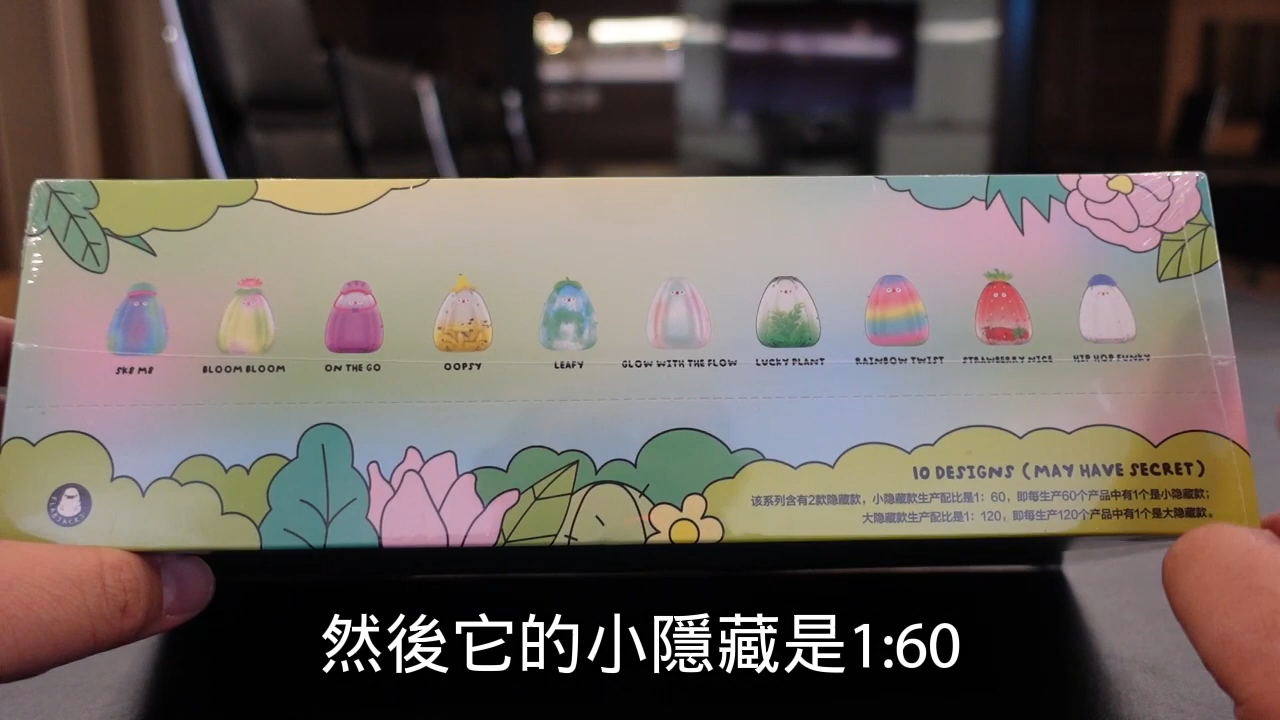 SK8 M8
BLOOM BLOOM
ON THE GO
OOPSY
LEAFY
GLOW WITH THE FLOW
LUCKY PLANT
RAINBOW TWIST
STRAWBERRY NICE
HIP HOP FUNKY
10 DESIGNS (MAY HAVE SECRET)
该系列含有2款隐藏款，小隐藏款生产配比是1：60，即每生产60个产品中有1个是小隐藏款；
大隐藏款生产配比是1：120，即每生产120个产品中有1个是大隐藏款。
然後它的小隱藏是1:60